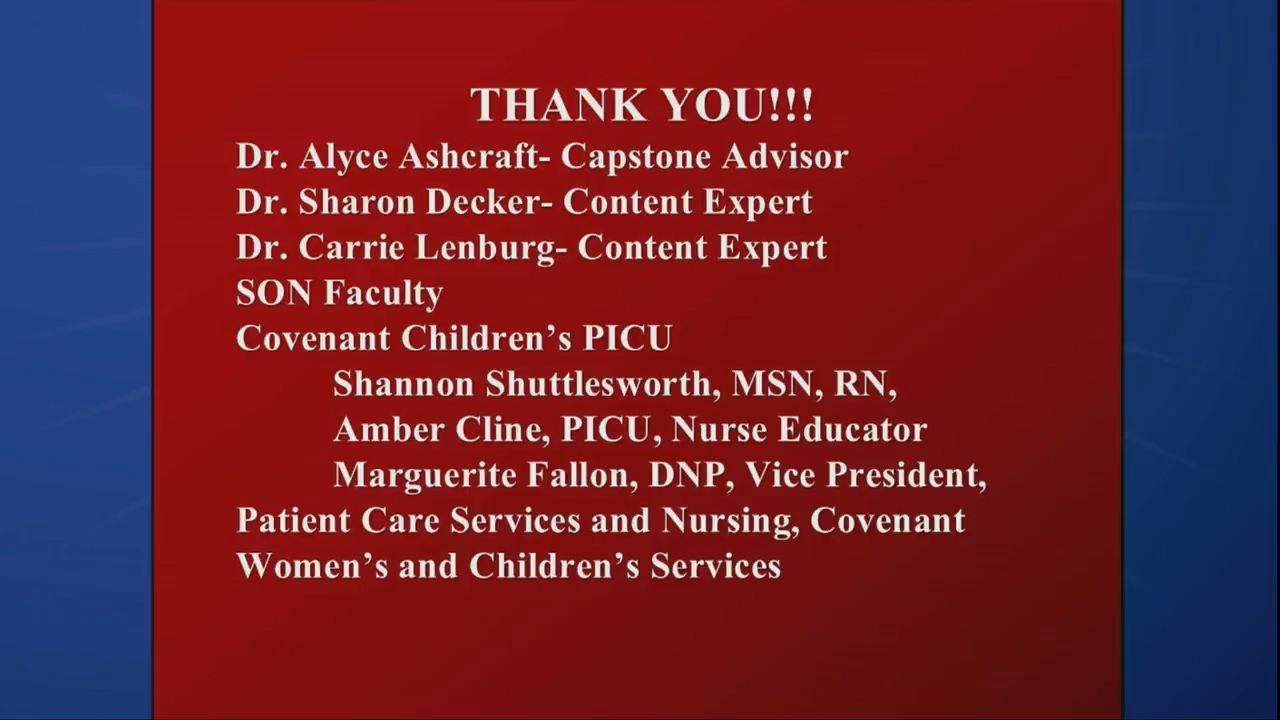 THANK YOU!!!
Dr. Alyce Ashcraft- Capstone Advisor
Dr. Sharon Decker- Content Expert
Dr. Carrie Lenburg- Content Expert
SON Faculty
Covenant Children’s PICU
Shannon Shuttlesworth, MSN, RN,
Amber Cline, PICU, Nurse Educator
Marguerite Fallon, DNP, Vice President,
Patient Care Services and Nursing, Covenant
Women’s and Children’s Services